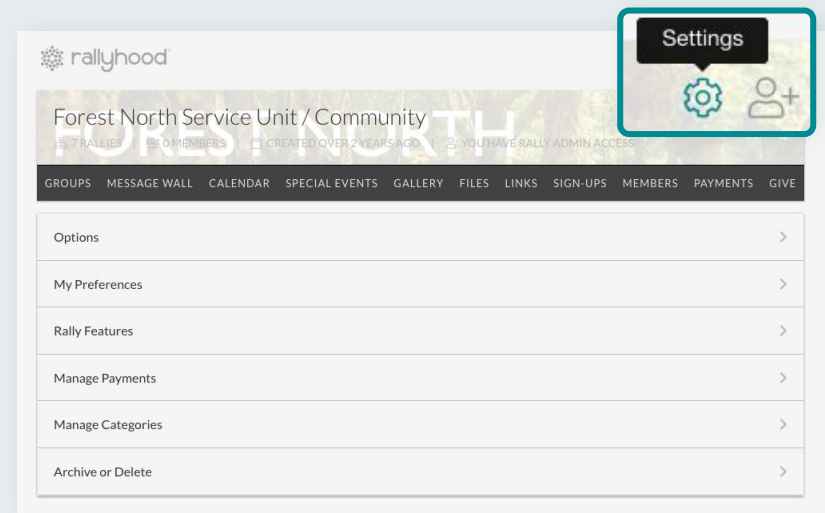 Settings
rallyhood
Forest North Service Unit / Community
FOREST NORTH
7 RALLIES | 0 MEMBERS | CREATED OVER 2 YEARS AGO | YOU HAVE RALLY ADMIN ACCESS
GROUPS MESSAGE WALL CALENDAR SPECIAL EVENTS GALLERY FILES LINKS SIGN-UPS MEMBERS PAYMENTS GIVE
Options
My Preferences
Rally Features
Manage Payments
Manage Categories
Archive or Delete